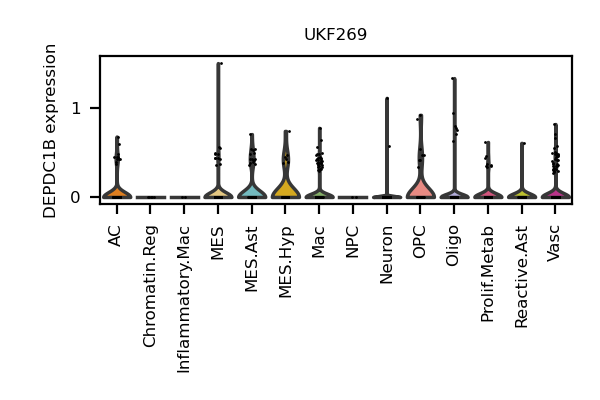 UKF269
DEPDC1B expression
1
0
AC
Chromatin.Reg
Inflammatory.Mac
MES
MES.Ast
MES.Hyp
Mac
NPC
Neuron
OPC
Oligo
Prolif.Metab
Reactive.Ast
Vasc